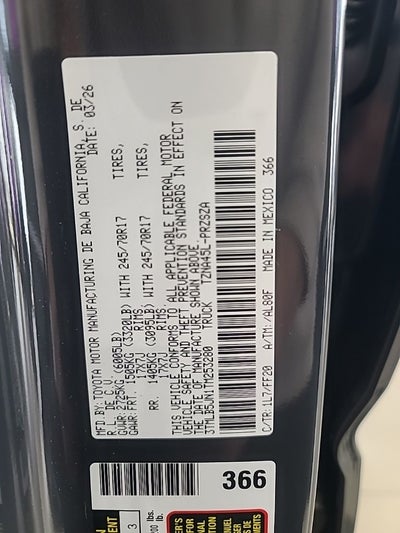 MFD.BY:TOYOTA MOTOR MANUFACTURING DE BAJA CALIFORNIA, S. DE
R.L. DE C.V. DATE: 03/26
GVWR:2725KG (6005LB)
GAWR:FRT. 1505KG (3320LB) WITH 245/70R17 TIRES,
17X7J RIMS
RR. 1405KG (3095LB) WITH 245/70R17 TIRES,
17X7J RIMS
THIS VEHICLE CONFORMS TO ALL APPLICABLE FEDERAL MOTOR
VEHICLE SAFETY AND THEFT PREVENTION STANDARDS IN EFFECT ON
THE DATE OF MANUFACTURE SHOWN ABOVE.
3TMLB5JN1TM253280 TRUCK TZNA45L-PRZSZA
C/TR:1L7/FF20 A/TM:/AL80F MADE IN MEXICO 366
366
3